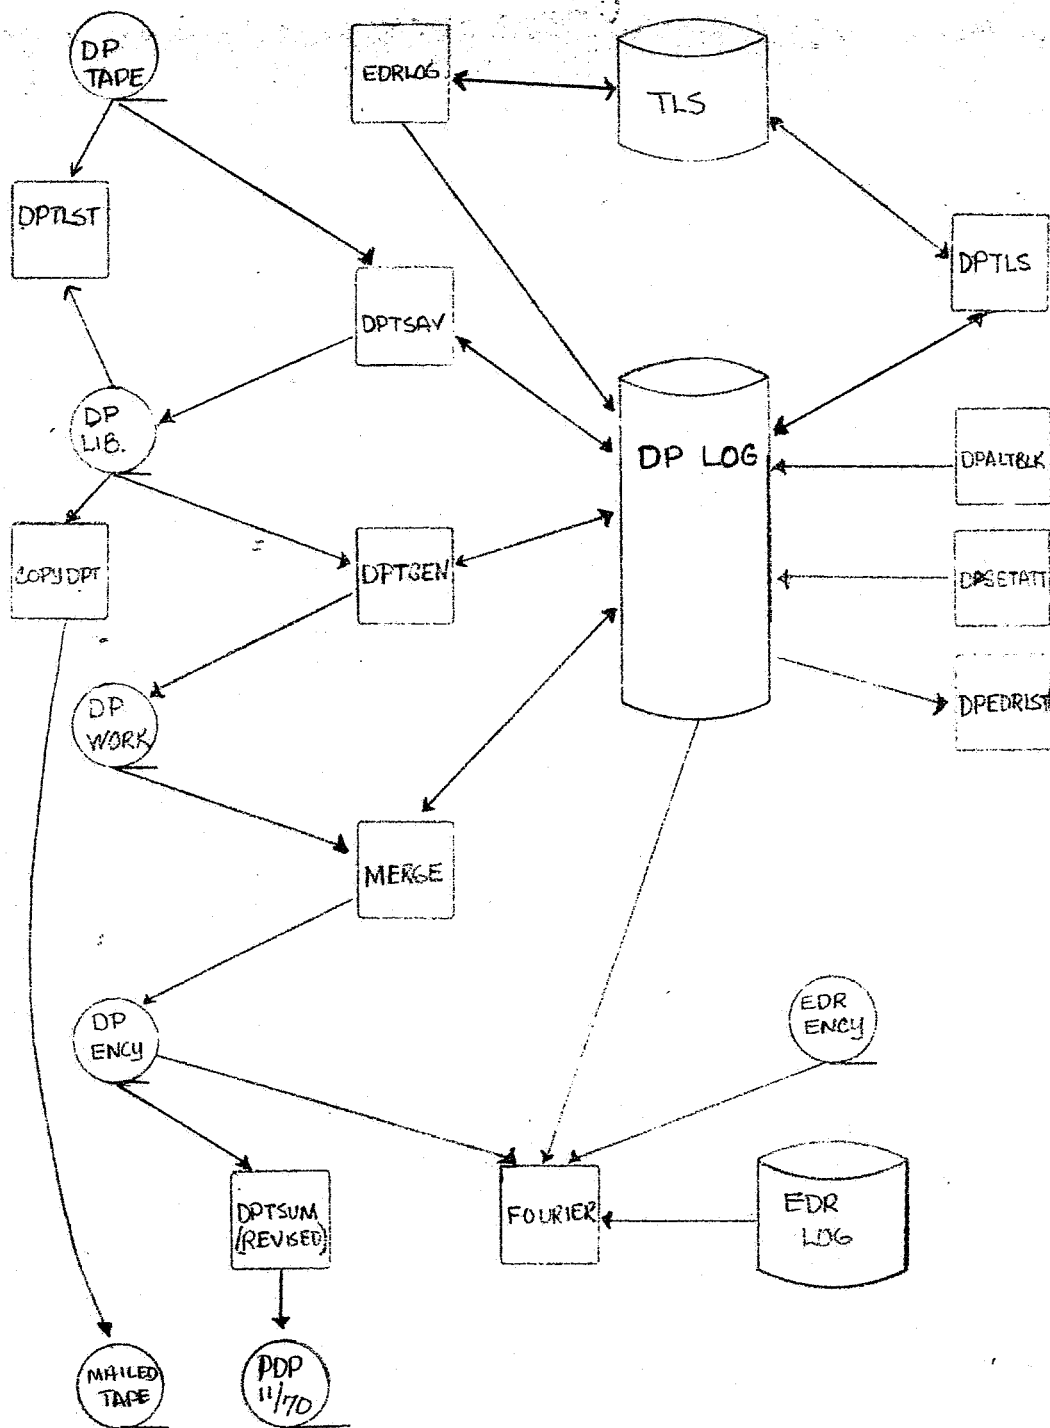 DP
TAPE
EDRLOG
TLS
DPTLST
DPTLS
DPTSAV
DP
LIB.
DP LOG
DPALTBLK
COPYDPT
DPTGEN
DPSETATT
DP
WORK
DPEDRLST
MERGE
DP
ENCY
EDR
ENCY
DPTSUM
(REVISED)
FOURIER
EDR
LOG
MAILED
TAPE
PDP
11/70